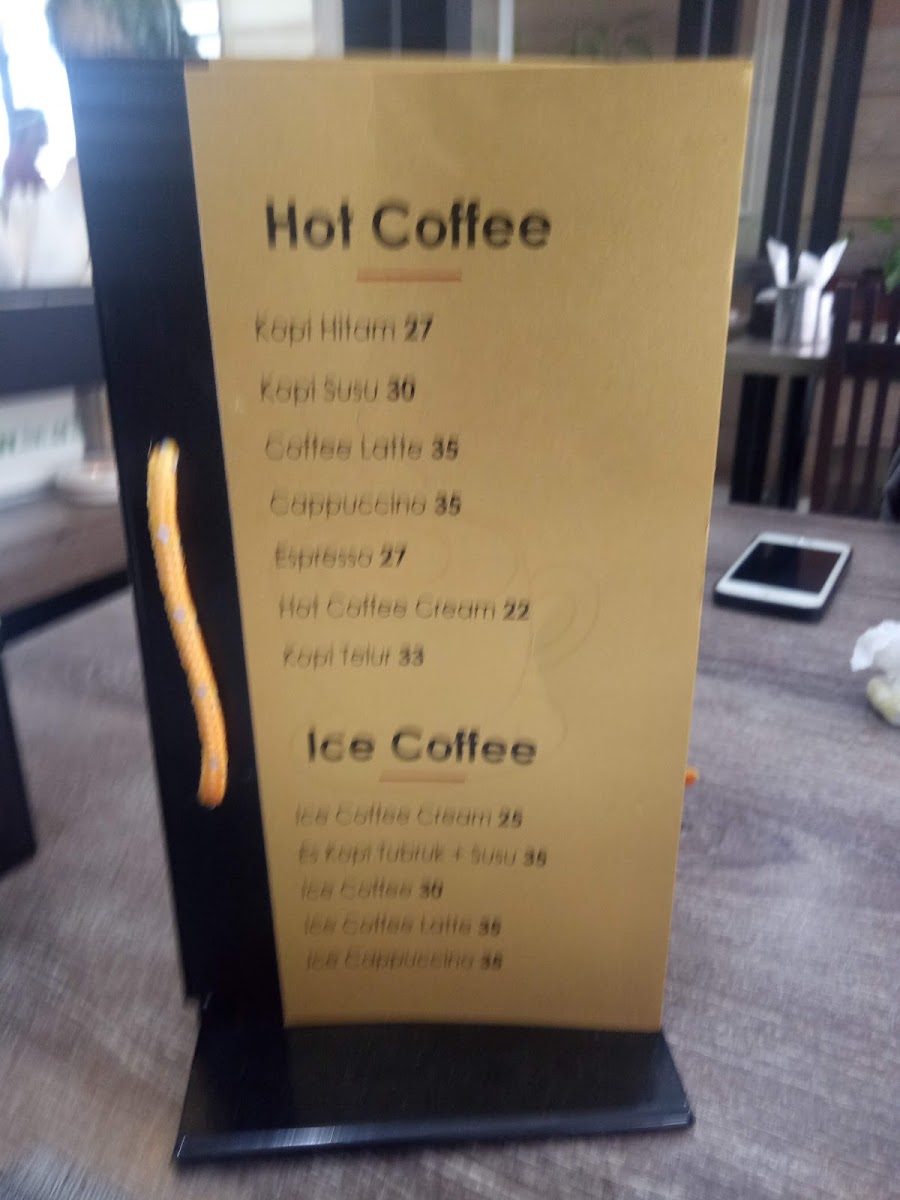 Hot Coffee
Kopi Hitam 27
Kopi Susu 30
Coffee Latte 35
Cappuccino 35
Espresso 27
Hot Coffee Cream 22
Kopi Telur 33
Ice Coffee
Ice Coffee Cream 25
Es Kopi Tubruk + Susu 35
Ice Coffee 30
Ice Coffee Latte 35
Ice Cappuccino 35